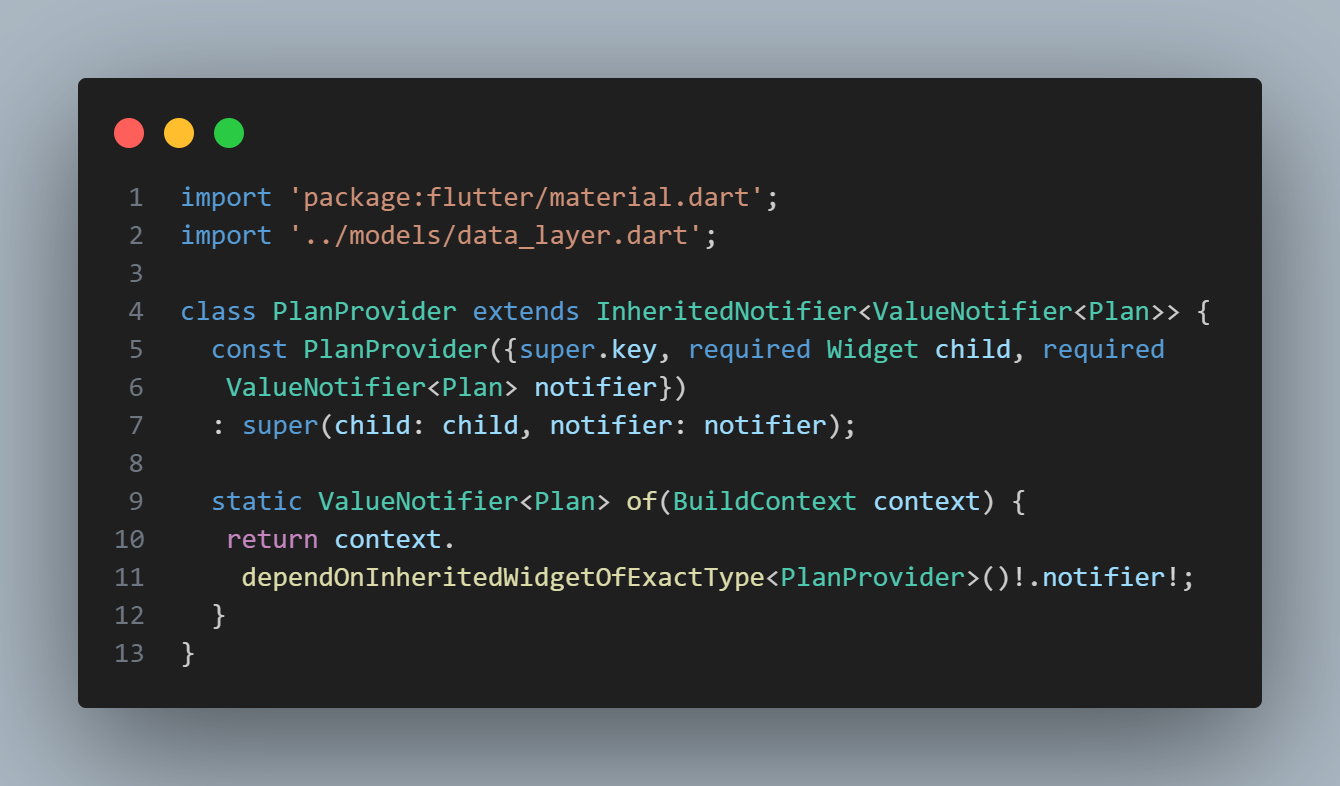 1 import 'package:flutter/material.dart';
2 import '../models/data_layer.dart';
3
4 class PlanProvider extends InheritedNotifier<ValueNotifier<Plan>> {
5   const PlanProvider({super.key, required Widget child, required
6    ValueNotifier<Plan> notifier})
7   : super(child: child, notifier: notifier);
8
9   static ValueNotifier<Plan> of(BuildContext context) {
10    return context.
11     dependOnInheritedWidgetOfExactType<PlanProvider>()!.notifier!;
12   }
13 }